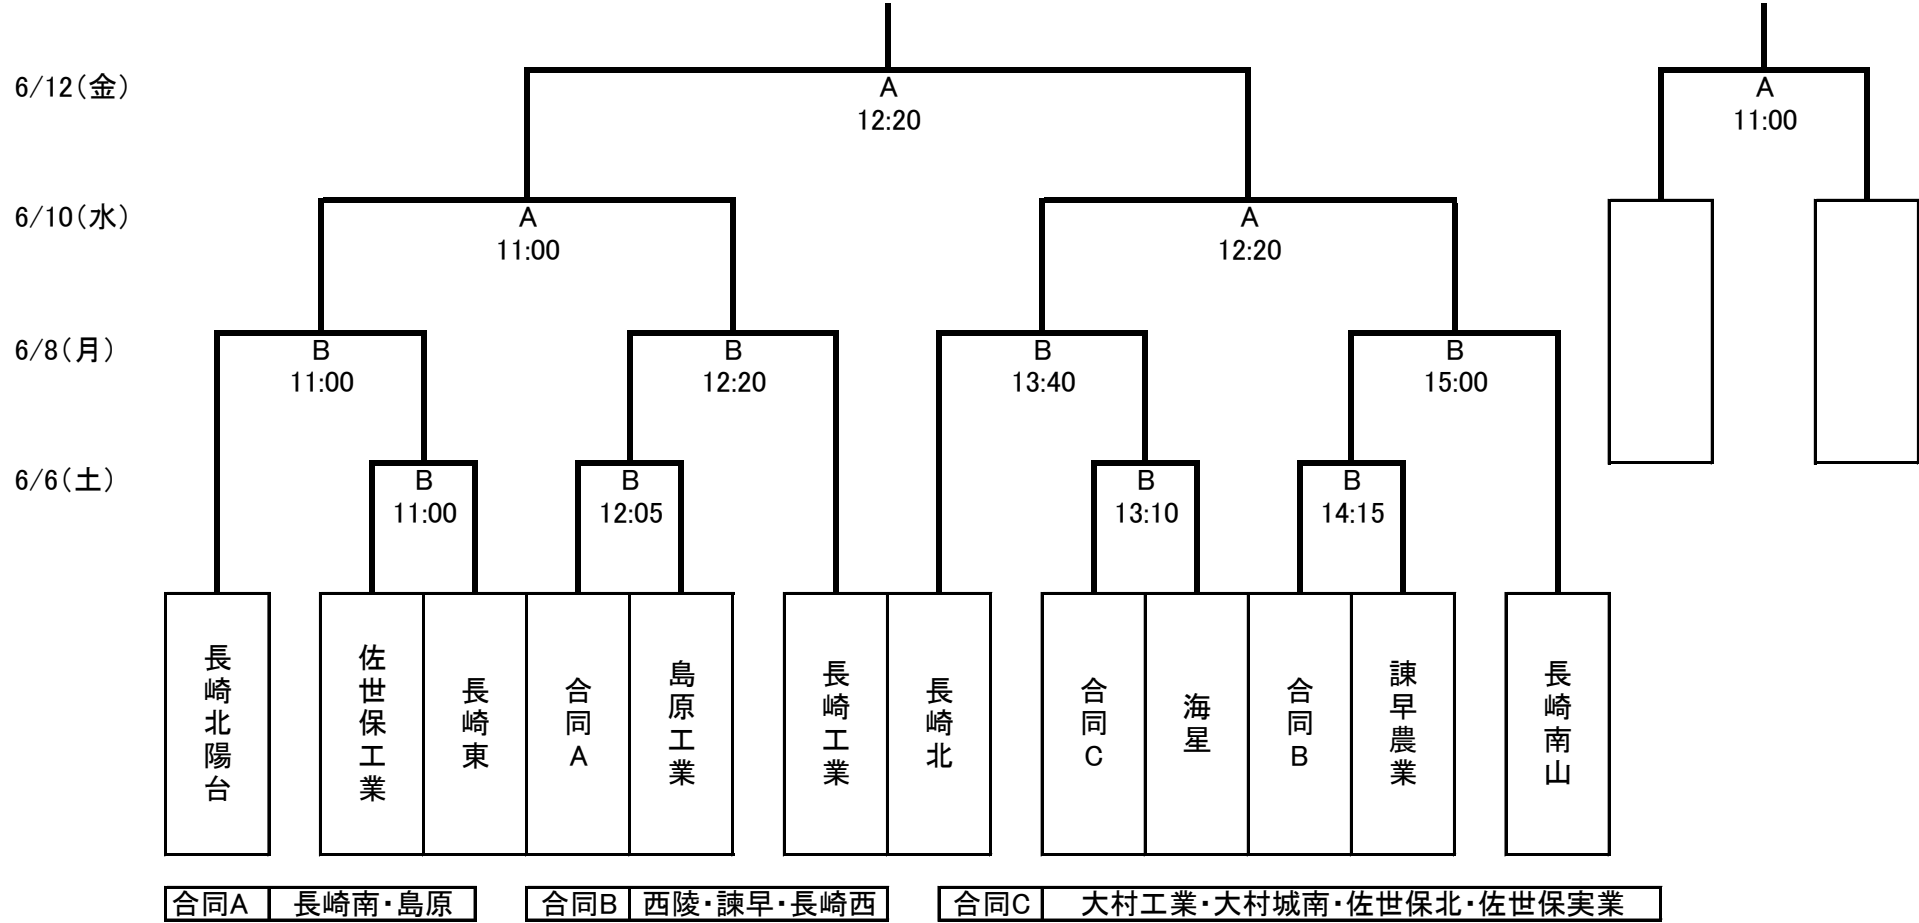 6/12(金)
A
12:20
A
11:00
6/10(水)
A
11:00
A
12:20
6/8(月)
B
11:00
B
12:20
B
13:40
B
15:00
6/6(土)
B
11:00
B
12:05
B
13:10
B
14:15
長崎北陽台
佐世保工業
長崎東
合同A
島原工業
長崎工業
長崎北
合同C
海星
合同B
諫早農業
長崎南山
合同A 長崎南・島原
合同B 西陵・諫早・長崎西
合同C 大村工業・大村城南・佐世保北・佐世保実業